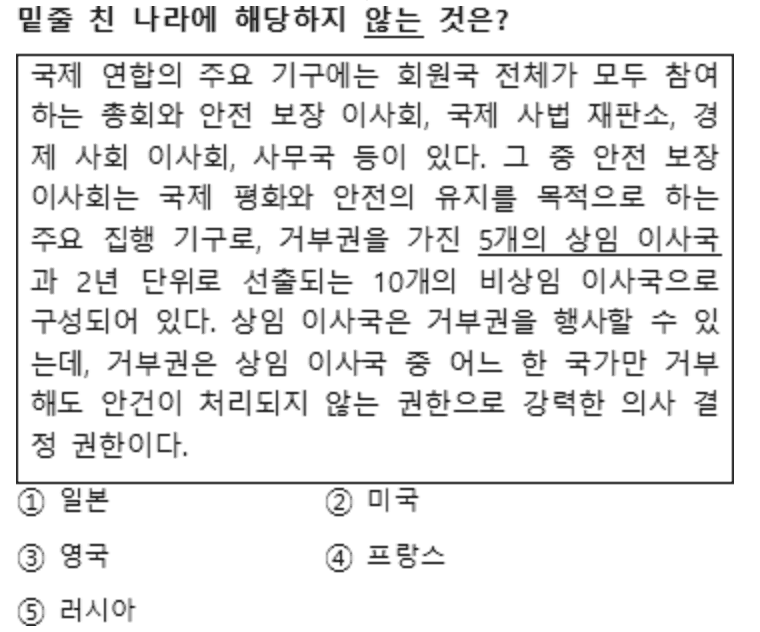 밑줄 친 나라에 해당하지 않는 것은?
국제 연합의 주요 기구에는 회원국 전체가 모두 참여
하는 총회와 안전 보장 이사회, 국제 사법 재판소, 경
제 사회 이사회, 사무국 등이 있다. 그 중 안전 보장
이사회는 국제 평화와 안전의 유지를 목적으로 하는
주요 집행 기구로, 거부권을 가진 5개의 상임 이사국
과 2년 단위로 선출되는 10개의 비상임 이사국으로
구성되어 있다. 상임 이사국은 거부권을 행사할 수 있
는데, 거부권은 상임 이사국 중 어느 한 국가만 거부
해도 안건이 처리되지 않는 권한으로 강력한 의사 결
정 권한이다.
① 일본 ② 미국
③ 영국 ④ 프랑스
⑤ 러시아